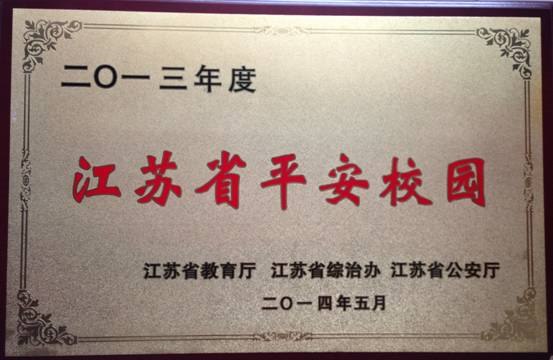 二〇一三年度
江苏省平安校园
江苏省教育厅 江苏省综治办 江苏省公安厅
二〇一四年五月